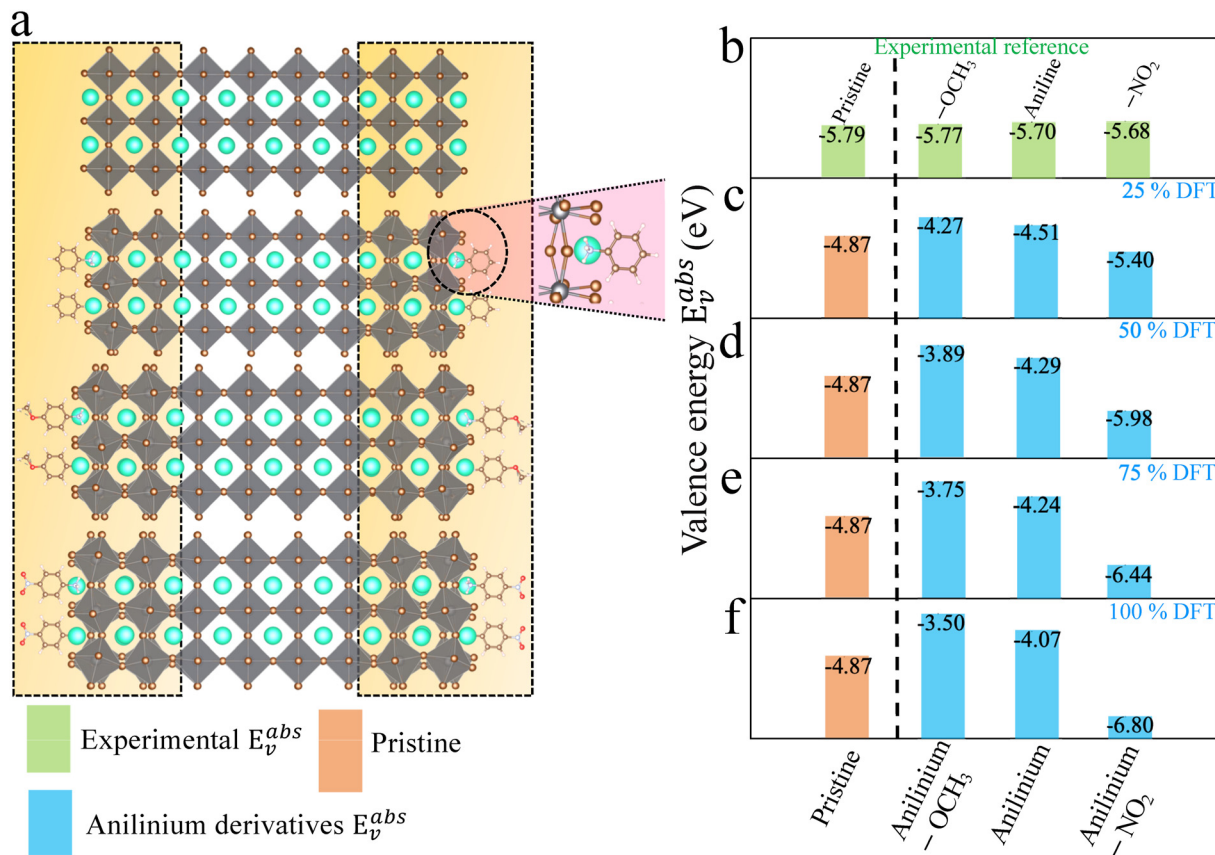 a
b
Experimental reference
Pristine
−OCH₃
Aniline
−NO₂
-5.79
-5.77
-5.70
-5.68
c
25 % DFT
-4.87
-4.27
-4.51
-5.40
d
50 % DFT
-4.87
-3.89
-4.29
-5.98
e
75 % DFT
-4.87
-3.75
-4.24
-6.44
f
100 % DFT
-4.87
-3.50
-4.07
-6.80
Valence energy E_v^abs (eV)
Pristine
Anilinium
− OCH₃
Anilinium
Anilinium
− NO₂
Experimental E_v^abs
Pristine
Anilinium derivatives E_v^abs